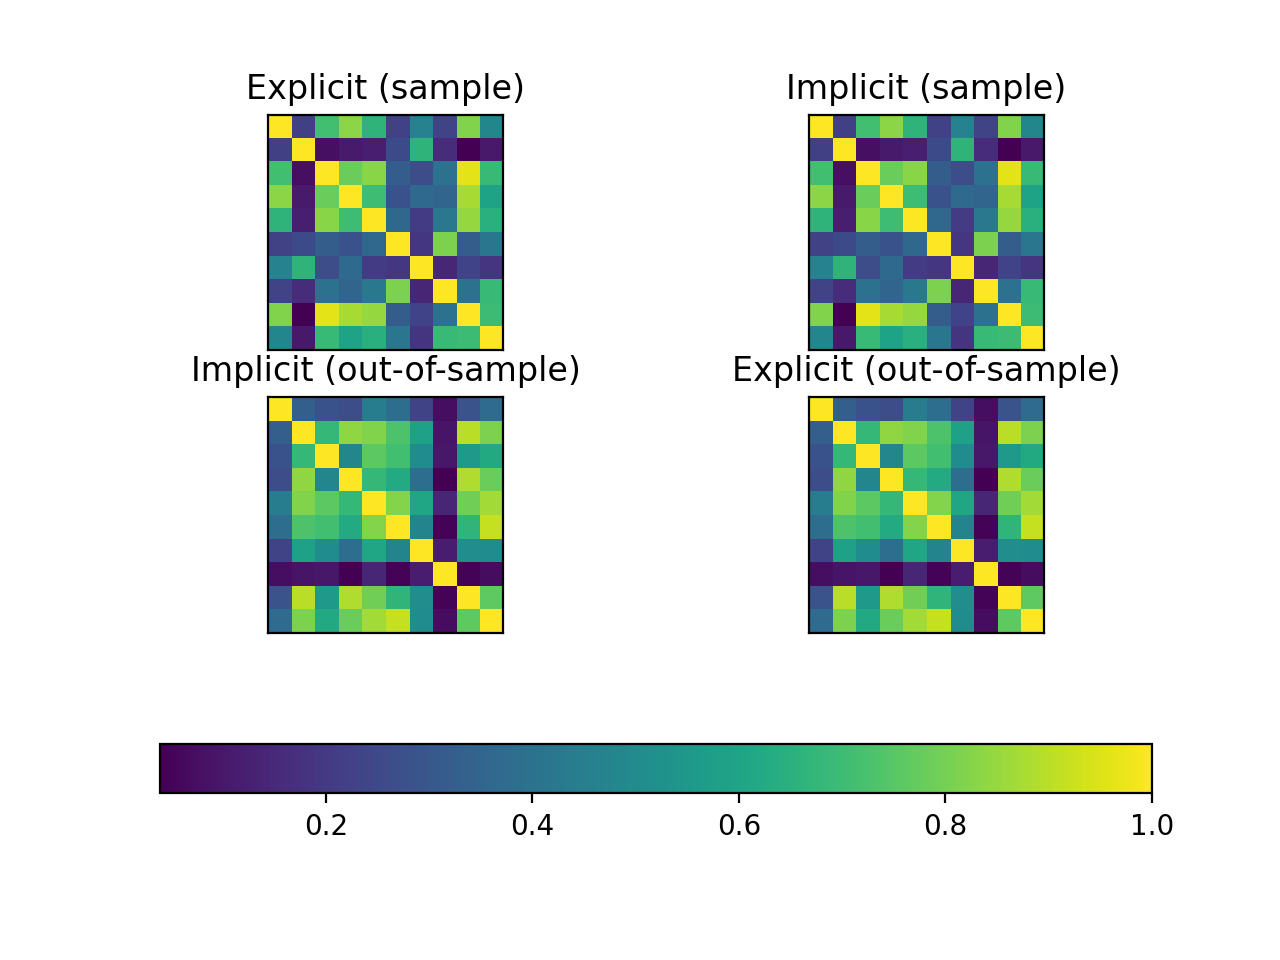 Explicit (sample)
Implicit (sample)
Implicit (out-of-sample)
Explicit (out-of-sample)
0.2
0.4
0.6
0.8
1.0